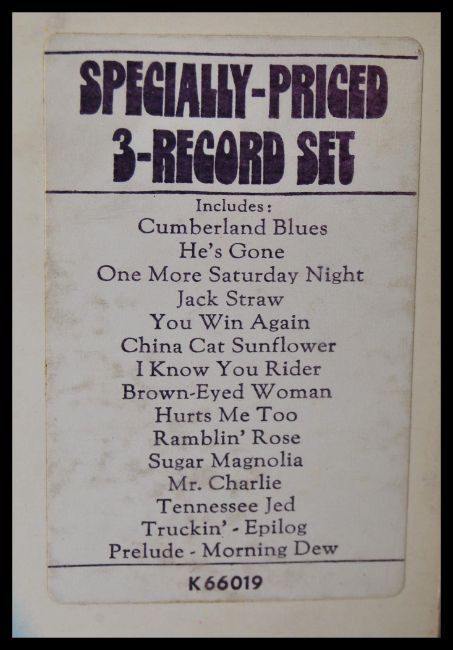 SPECIALLY-PRICED
3-RECORD SET
Includes:
Cumberland Blues
He's Gone
One More Saturday Night
Jack Straw
You Win Again
China Cat Sunflower
I Know You Rider
Brown-Eyed Woman
Hurts Me Too
Ramblin' Rose
Sugar Magnolia
Mr. Charlie
Tennessee Jed
Truckin' - Epilog
Prelude - Morning Dew
K 66019